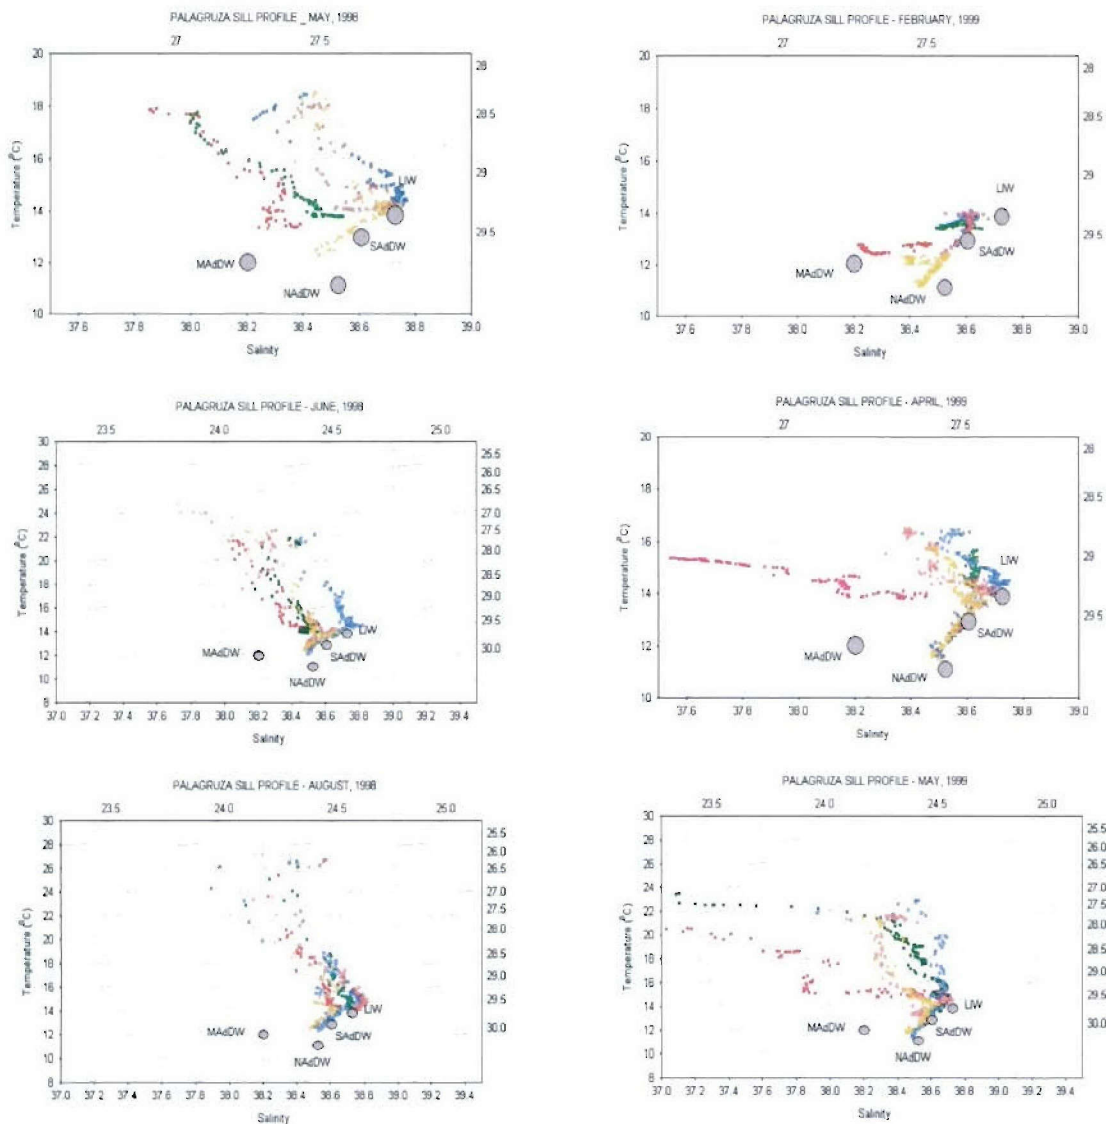 PALAGRUZA SILL PROFILE _ MAY, 1998
27 27.5
20
18
16
14
12
10
Temperature (°C)
28
28.5
29
29.5
LIW
SAdDW
MAdDW
NAdDW
37.6 37.8 38.0 38.2 38.4 38.6 38.8 39.0
Salinity
PALAGRUZA SILL PROFILE - FEBRUARY, 1999
27 27.5
20
18
16
14
12
10
Temperature (°C)
28
28.5
29
29.5
LIW
SAdDW
MAdDW
NAdDW
37.6 37.8 38.0 38.2 38.4 38.6 38.8 39.0
Salinity
PALAGRUZA SILL PROFILE - JUNE, 1998
23.5 24.0 24.5 25.0
30
28
26
24
22
20
18
16
14
12
10
8
Temperature (°C)
25.5
26.0
26.5
27.0
27.5
28.0
28.5
29.0
29.5
30.0
LIW
SAdDW
MAdDW
NAdDW
37.0 37.2 37.4 37.6 37.8 38.0 38.2 38.4 38.6 38.8 39.0 39.2 39.4
Salinity
PALAGRUZA SILL PROFILE - APRIL, 1999
27 27.5
20
18
16
14
12
10
Temperature (°C)
28
28.5
29
29.5
LIW
SAdDW
MAdDW
NAdDW
37.6 37.8 38.0 38.2 38.4 38.6 38.8 39.0
Salinity
PALAGRUZA SILL PROFILE - AUGUST, 1998
23.5 24.0 24.5 25.0
30
28
26
24
22
20
18
16
14
12
10
8
Temperature (°C)
25.5
26.0
26.5
27.0
27.5
28.0
28.5
29.0
29.5
30.0
LIW
SAdDW
MAdDW
NAdDW
37.0 37.2 37.4 37.6 37.8 38.0 38.2 38.4 38.6 38.8 39.0 39.2 39.4
Salinity
PALAGRUZA SILL PROFILE - MAY, 1999
23.5 24.0 24.5 25.0
30
28
26
24
22
20
18
16
14
12
10
8
Temperature (°C)
25.5
26.0
26.5
27.0
27.5
28.0
28.5
29.0
29.5
30.0
LIW
SAdDW
MAdDW
NAdDW
37.0 37.2 37.4 37.6 37.8 38.0 38.2 38.4 38.6 38.8 39.0 39.2 39.4
Salinity